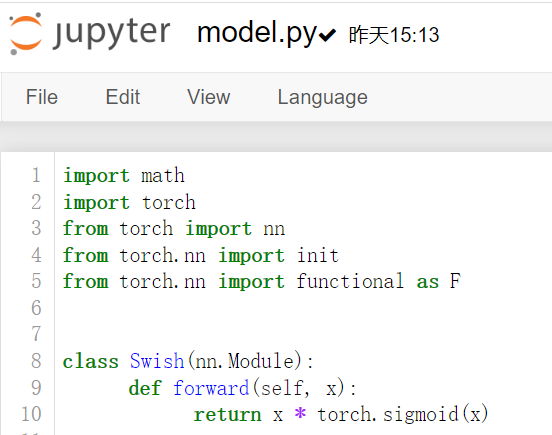 jupyter model.py✔ 昨天15:13
File Edit View Language
1 import math
2 import torch
3 from torch import nn
4 from torch.nn import init
5 from torch.nn import functional as F
6
7
8 class Swish(nn.Module):
9 def forward(self, x):
10 return x * torch.sigmoid(x)